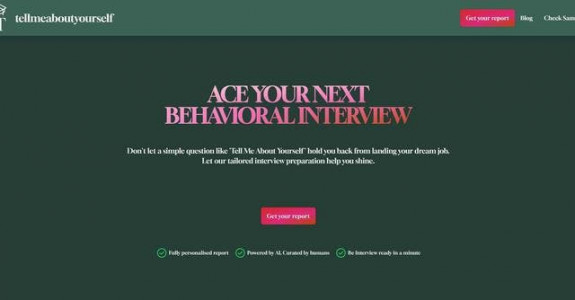 tellmeaboutyourself
Get your report
Blog
Check Sam
ACE YOUR NEXT
BEHAVIORAL INTERVIEW
Don't let a simple question like "Tell Me About Yourself" hold you back from landing your dream job.
Let our tailored interview preparation help you shine.
Get your report
Fully personalised report
Powered by AI, Curated by humans
Be Interview ready in a minute